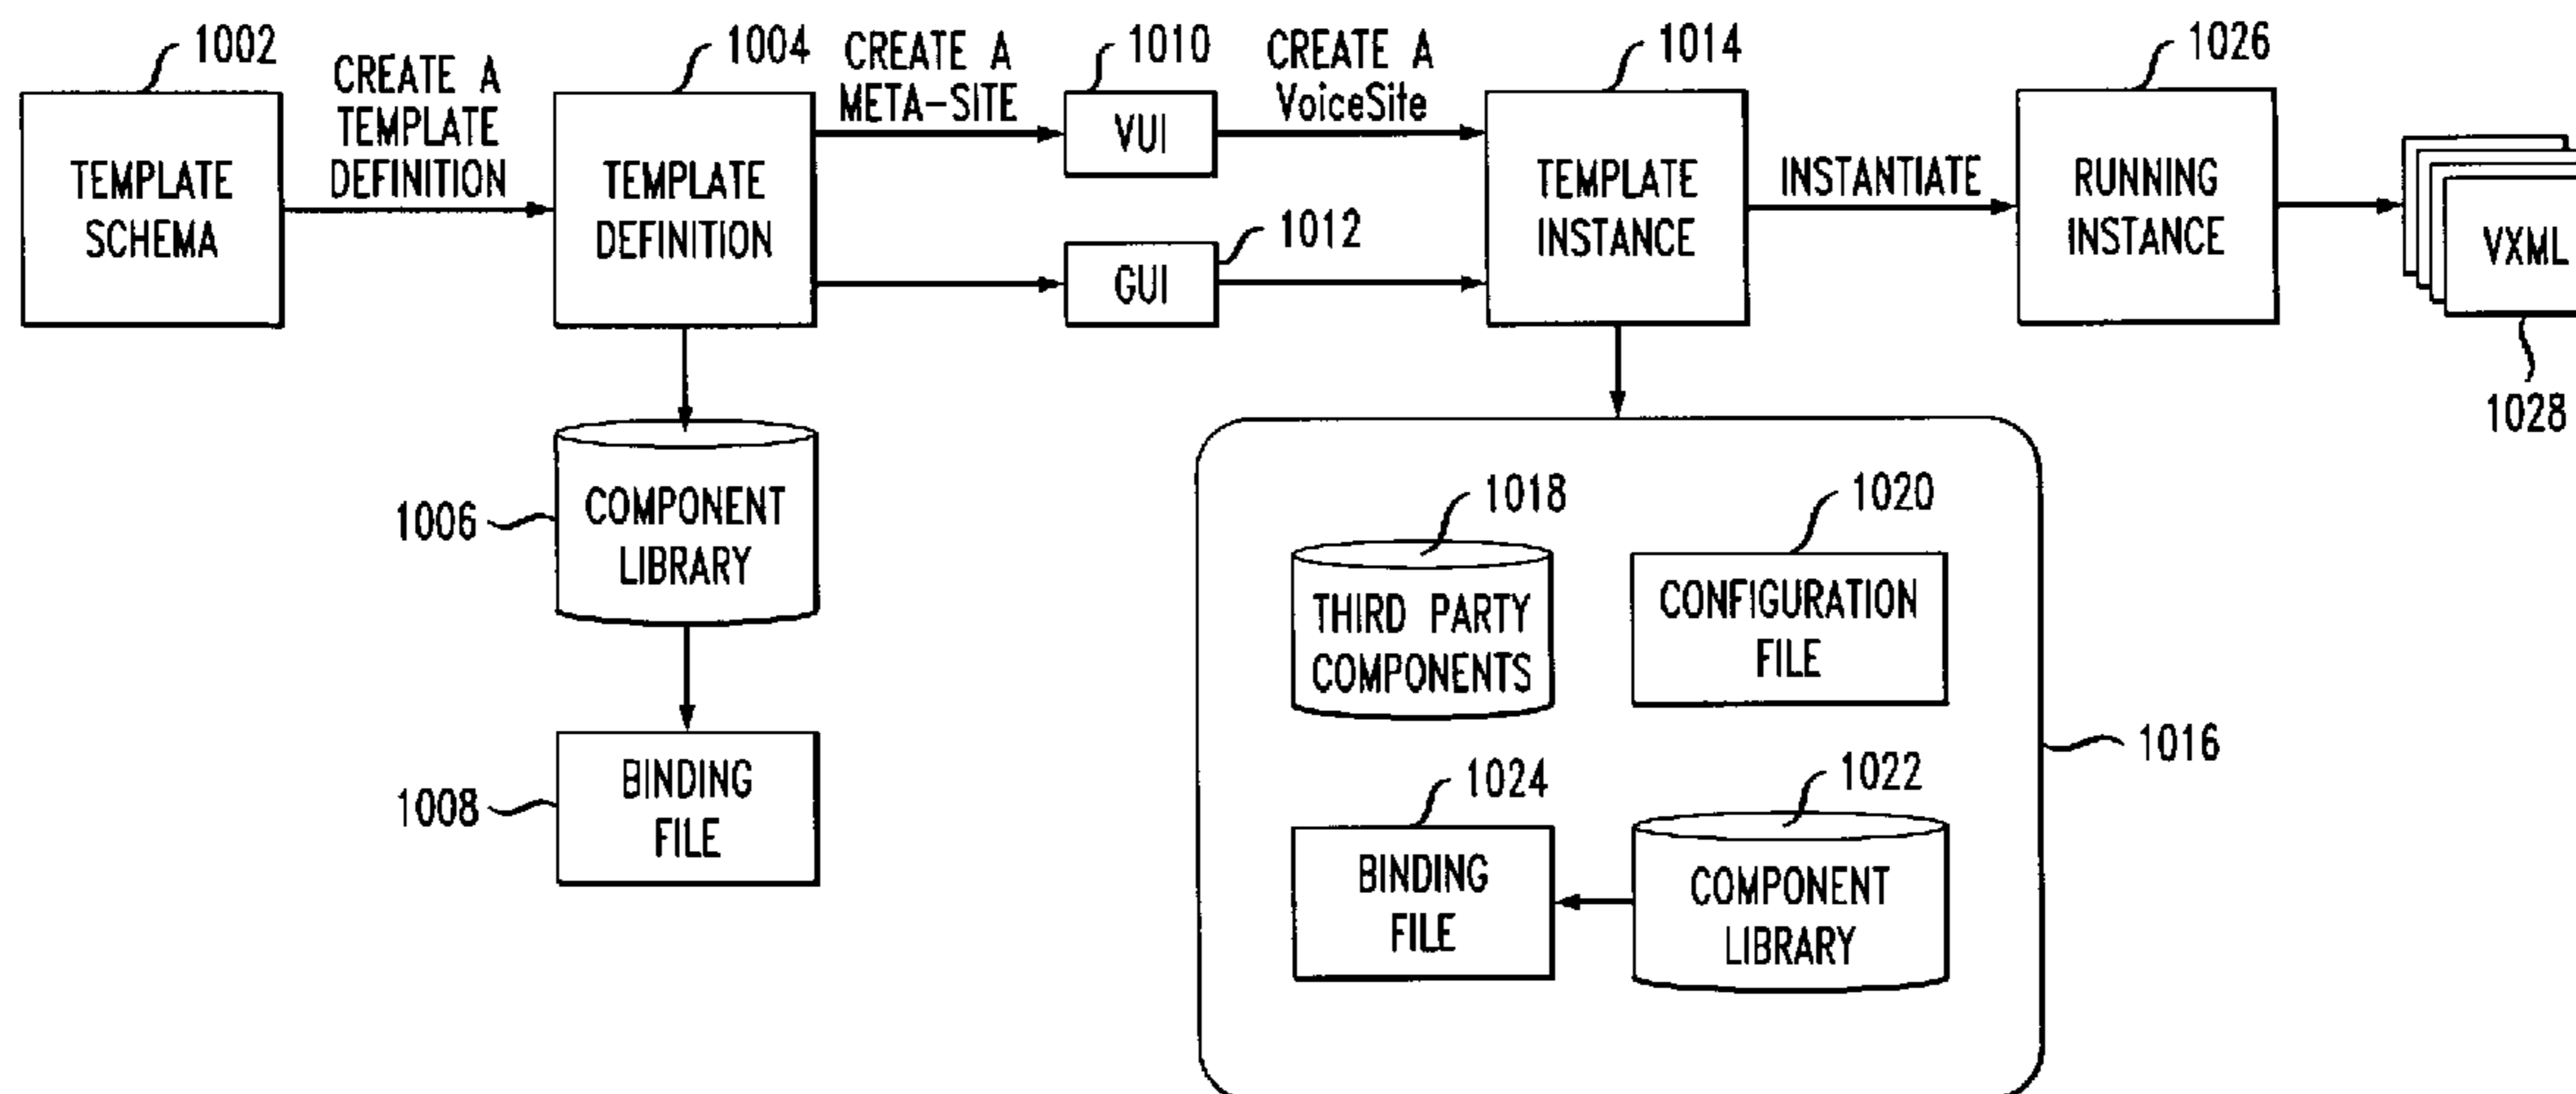 1002
CREATE A
TEMPLATE
DEFINITION
TEMPLATE
SCHEMA
1004
TEMPLATE
DEFINITION
CREATE A
META-SITE
1010
VUI
1012
GUI
CREATE A
VoiceSite
1014
TEMPLATE
INSTANCE
INSTANTIATE
1026
RUNNING
INSTANCE
VXML
1028
1006
COMPONENT
LIBRARY
1008
BINDING
FILE
1018
THIRD PARTY
COMPONENTS
1020
CONFIGURATION
FILE
1016
1024
BINDING
FILE
1022
COMPONENT
LIBRARY